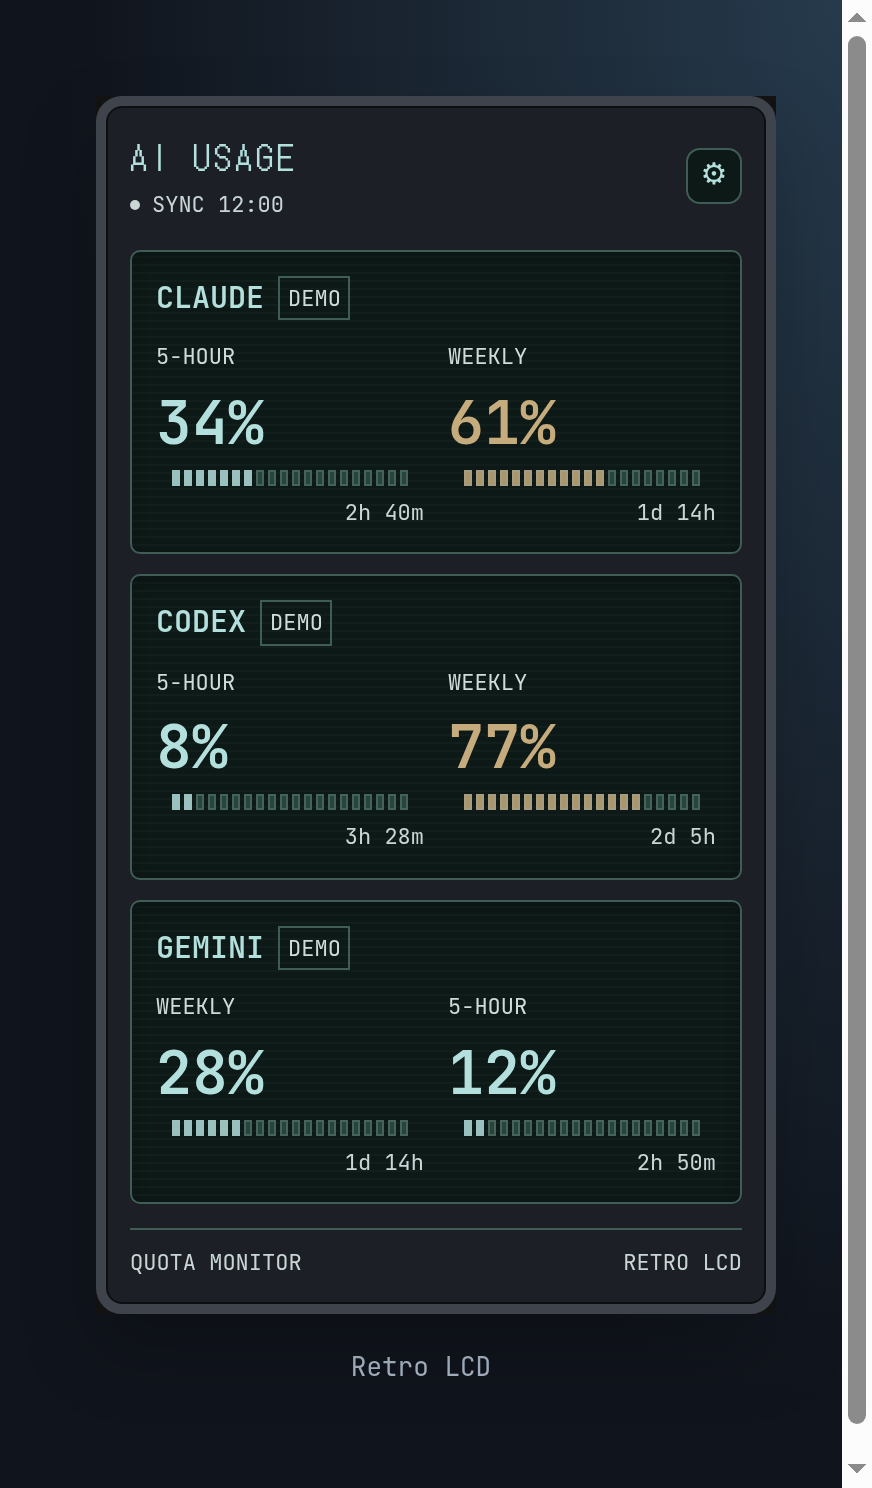 AI USAGE
SYNC 12:00
CLAUDE DEMO
5-HOUR WEEKLY
34% 61%
2h 40m 1d 14h
CODEX DEMO
5-HOUR WEEKLY
8% 77%
3h 28m 2d 5h
GEMINI DEMO
WEEKLY 5-HOUR
28% 12%
1d 14h 2h 50m
QUOTA MONITOR RETRO LCD
Retro LCD